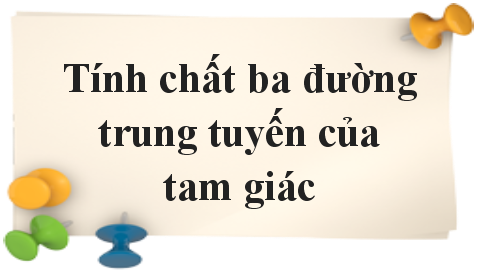 Tính chất ba đường
trung tuyến của
tam giác